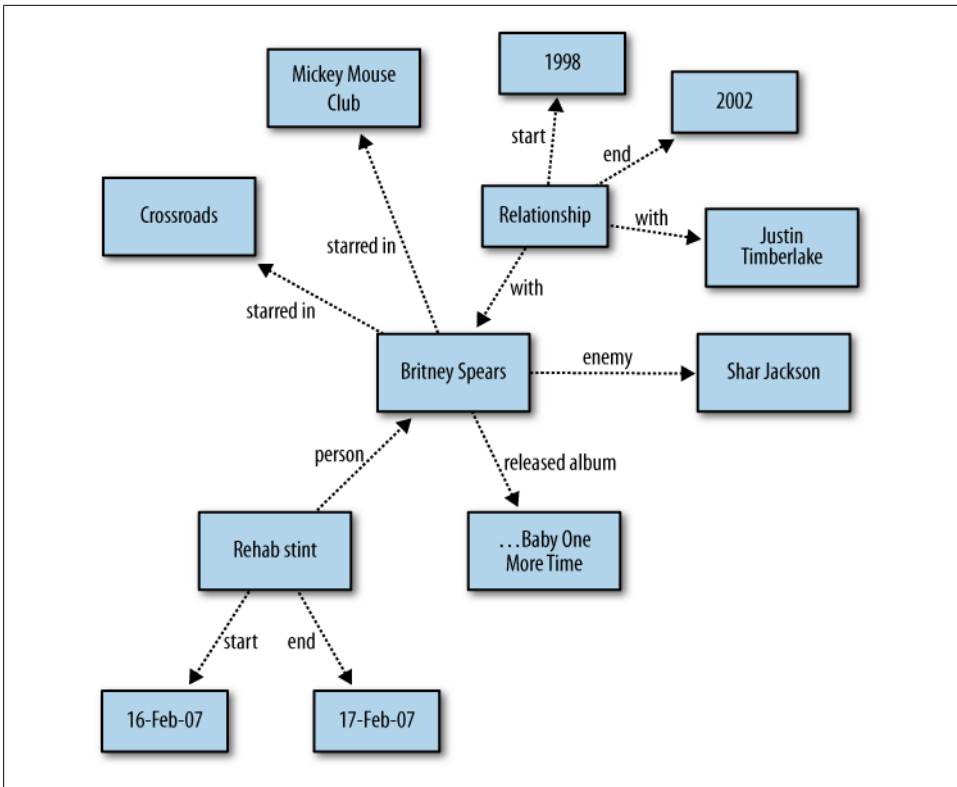 1998
Mickey Mouse
Club
2002
start
end
Crossroads
Relationship
with
Justin
Timberlake
starred in
with
starred in
Britney Spears
enemy
Shar Jackson
person
released album
Rehab stint
…Baby One
More Time
start
end
16-Feb-07
17-Feb-07